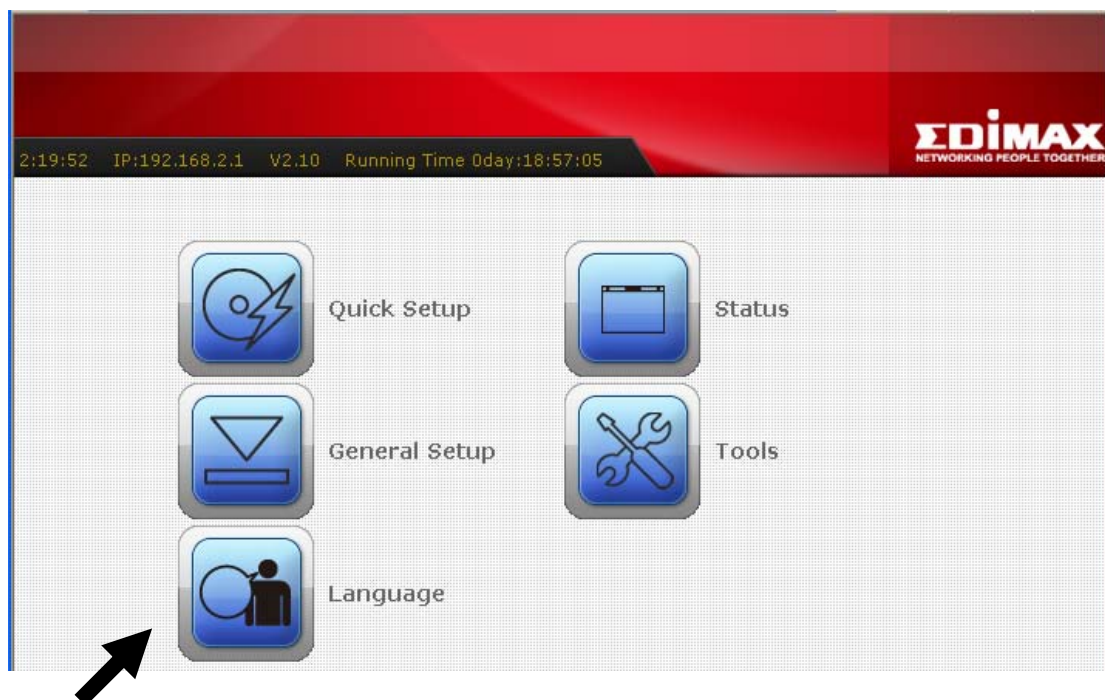 EDIMAX
NETWORKING PEOPLE TOGETHER
2:19:52 IP:192.168.2.1 V2.10 Running Time 0day:18:57:05
Quick Setup
Status
General Setup
Tools
Language